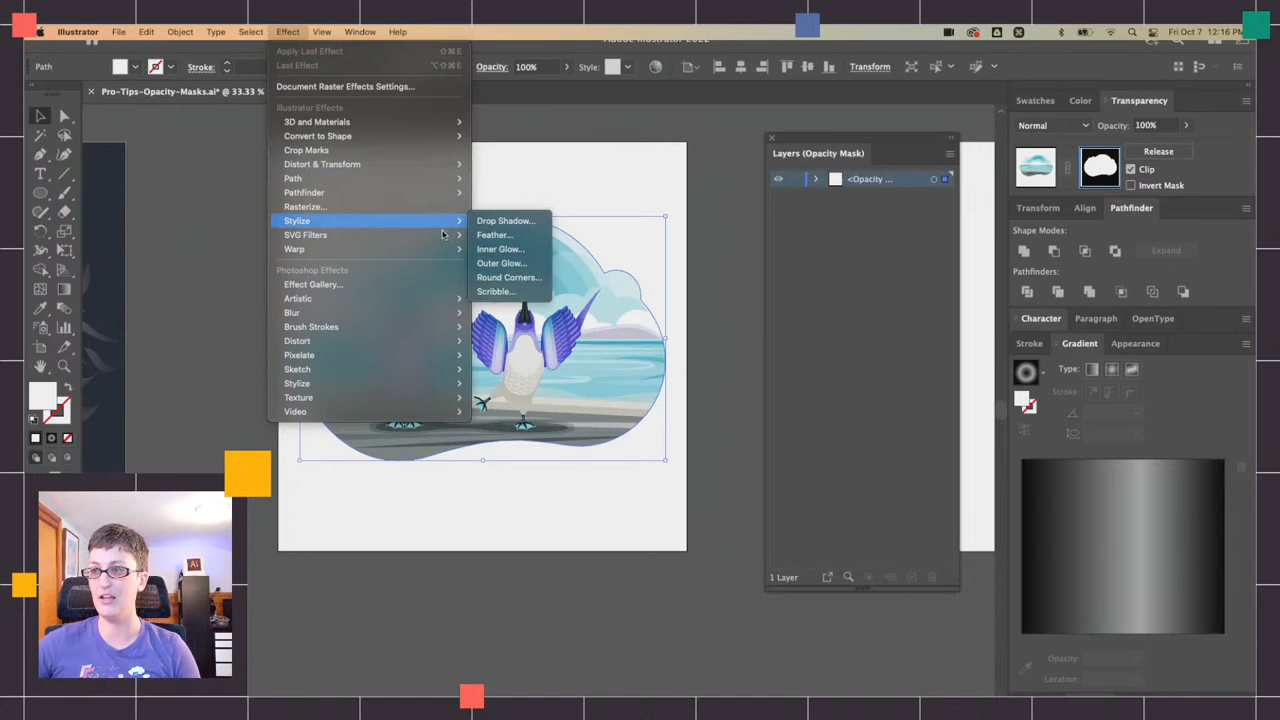 Illustrator File Edit Object Type Select Effect View Window Help
Fri Oct 7 12:16 PM
Path
Stroke:
Opacity: 100%
Style:
Transform
Pro-Tips-Opacity-Masks.ai* @ 33.33 %
Apply Last Effect ⇧⌘E
Last Effect ⌥⇧⌘E
Document Raster Effects Settings...
Illustrator Effects
3D and Materials
Convert to Shape
Crop Marks
Distort & Transform
Path
Pathfinder
Rasterize...
Stylize
SVG Filters
Warp
Photoshop Effects
Effect Gallery...
Artistic
Blur
Brush Strokes
Distort
Pixelate
Sketch
Stylize
Texture
Video
Drop Shadow...
Feather...
Inner Glow...
Outer Glow...
Round Corners...
Scribble...
Layers (Opacity Mask)
<Opacity ...
1 Layer
Swatches Color Transparency
Normal
Opacity: 100%
Release
Clip
Invert Mask
Transform Align Pathfinder
Shape Modes:
Expand
Pathfinders:
Character Paragraph OpenType
Stroke Gradient Appearance
Type:
Stroke:
Opacity:
Location:
Ai